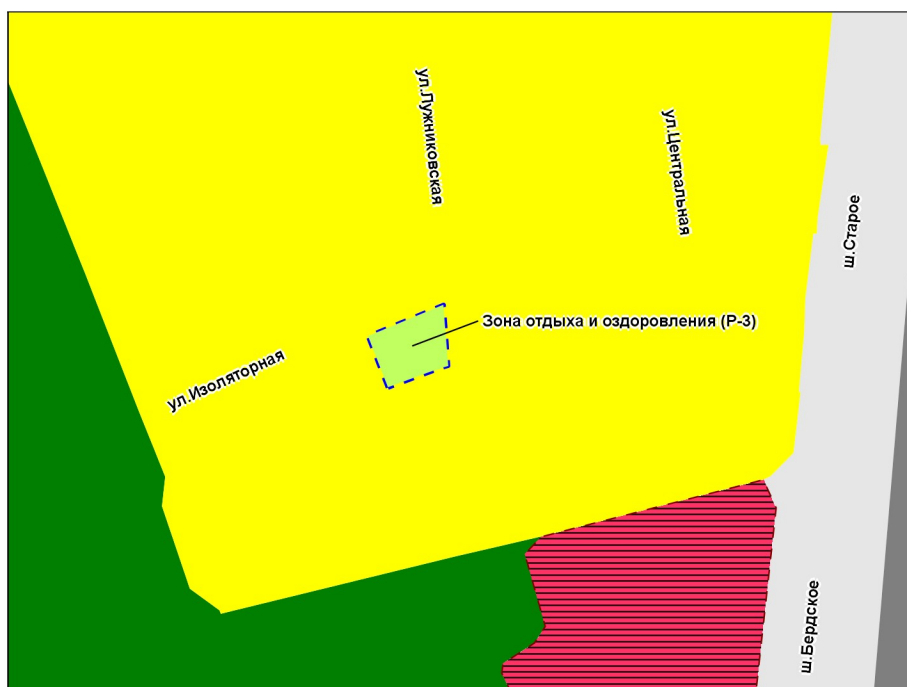 ул.Лужниковская
ул.Центральная
ш.Старое
Зона отдыха и оздоровления (Р-3)
ул.Изоляторная
ш.Бердское